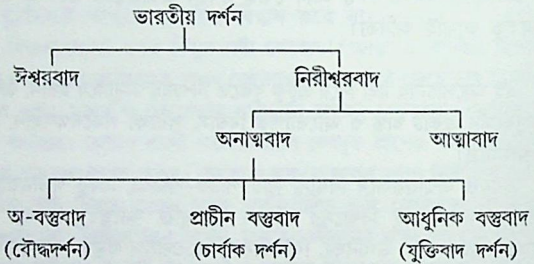 ভারতীয় দর্শন
ঈশ্বরবাদ নিরীশ্বরবাদ
অনাত্মবাদ আত্মাবাদ
অ-বস্তুবাদ প্রাচীন বস্তুবাদ আধুনিক বস্তুবাদ
(বৌদ্ধদর্শন) (চার্বাক দর্শন) (যুক্তিবাদ দর্শন)